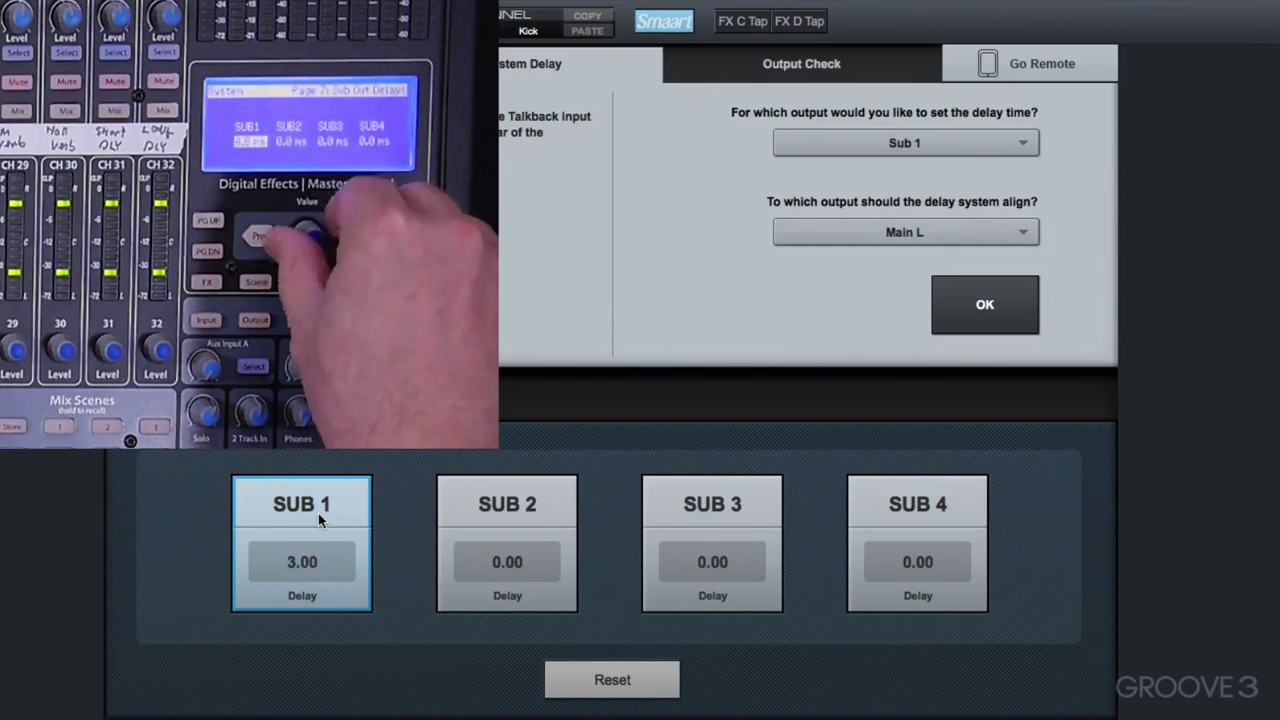 Level Level Level Level
Select Select Select Select
Mute Mute Mute Mute
Mix Mix Mix Mix
Verb Verb Short DLY DLY
CH 29 CH 30 CH 31 CH 32
29 30 31 32
Level Level Level Level
Mix Scenes
(hold to recall)
Store 1 2 3
System Page 7: Sub Out Delays
SUB1 SUB2 SUB3 SUB4
0.0 ms 0.0 ms 0.0 ms
Digital Effects | Master
Value
PG UP
PG DN
FX Scene
Input Output
Aux Input A
Select
Solo 2 Track In Phones
NNEL COPY
Kick PASTE
Smaart
FX C Tap FX D Tap
stem Delay
Output Check
Go Remote
e Talkback input
ar of the
For which output would you like to set the delay time?
Sub 1
To which output should the delay system align?
Main L
OK
SUB 1 SUB 2 SUB 3 SUB 4
3.00 0.00 0.00 0.00
Delay Delay Delay Delay
Reset
GROOVE3